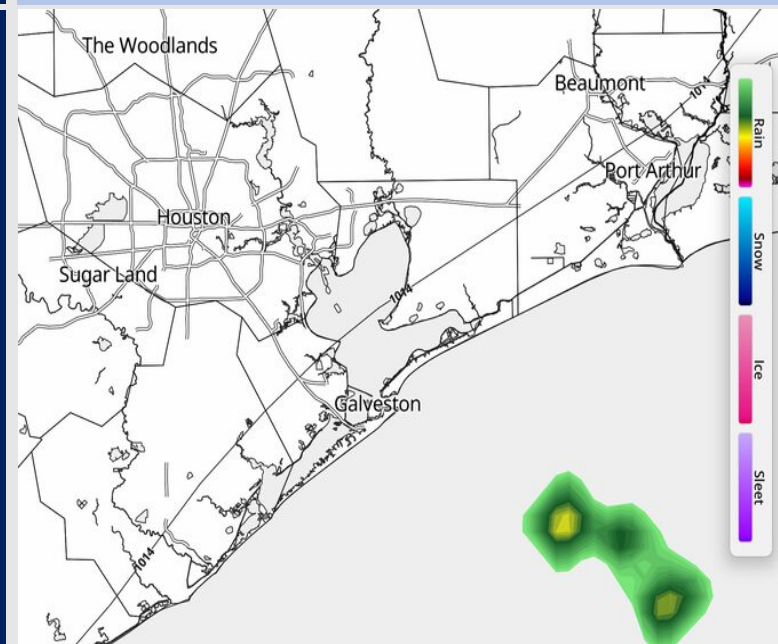 The Woodlands
Beaumont
1014
Rain
Port Arthur
Houston
Snow
Sugar Land
1014
Ice
Galveston
Sleet
1014